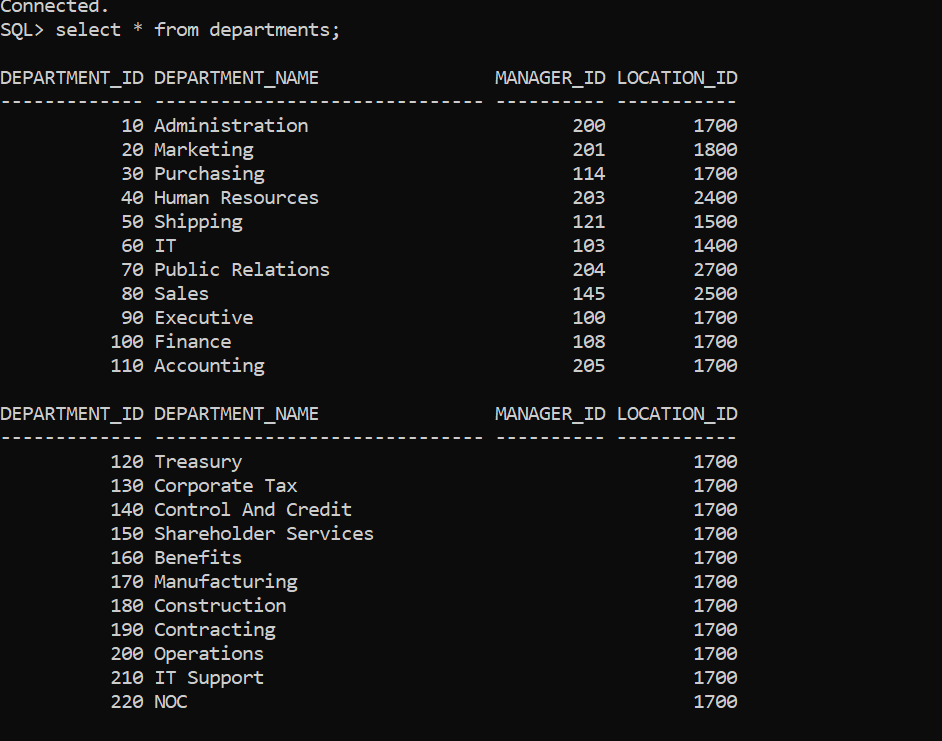 Connected.
SQL> select * from departments;

DEPARTMENT_ID DEPARTMENT_NAME                MANAGER_ID LOCATION_ID
------------- ------------------------------ ---------- -----------
           10 Administration                        200        1700
           20 Marketing                             201        1800
           30 Purchasing                            114        1700
           40 Human Resources                       203        2400
           50 Shipping                              121        1500
           60 IT                                    103        1400
           70 Public Relations                      204        2700
           80 Sales                                 145        2500
           90 Executive                             100        1700
          100 Finance                               108        1700
          110 Accounting                            205        1700

DEPARTMENT_ID DEPARTMENT_NAME                MANAGER_ID LOCATION_ID
------------- ------------------------------ ---------- -----------
          120 Treasury                                         1700
          130 Corporate Tax                                    1700
          140 Control And Credit                               1700
          150 Shareholder Services                             1700
          160 Benefits                                         1700
          170 Manufacturing                                    1700
          180 Construction                                     1700
          190 Contracting                                      1700
          200 Operations                                       1700
          210 IT Support                                       1700
          220 NOC                                              1700